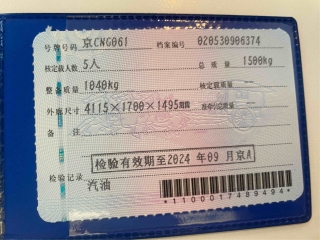 号牌号码 京CNG061 档案编号 020530906374
核定载人数 5人 总质量 1500kg
整备质量 1040kg 核定载质量 --
外廓尺寸 4115×1700×1495mm 准牵引总质量 --
备注
检验有效期至2024年09月京A
检验记录
汽油
*1100017489494*